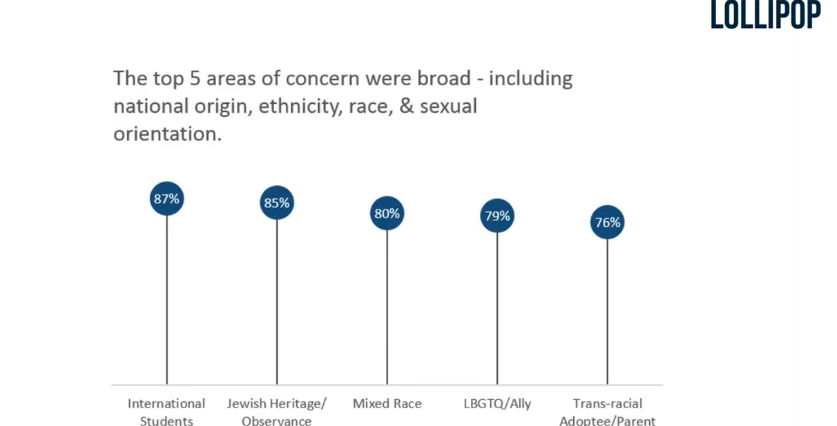 LOLLIPOP
The top 5 areas of concern were broad - including
national origin, ethnicity, race, & sexual
orientation.
87%
85%
80%
79%
76%
International
Students
Jewish Heritage/
Observance
Mixed Race
LBGTQ/Ally
Trans-racial
Adoptee/Parent